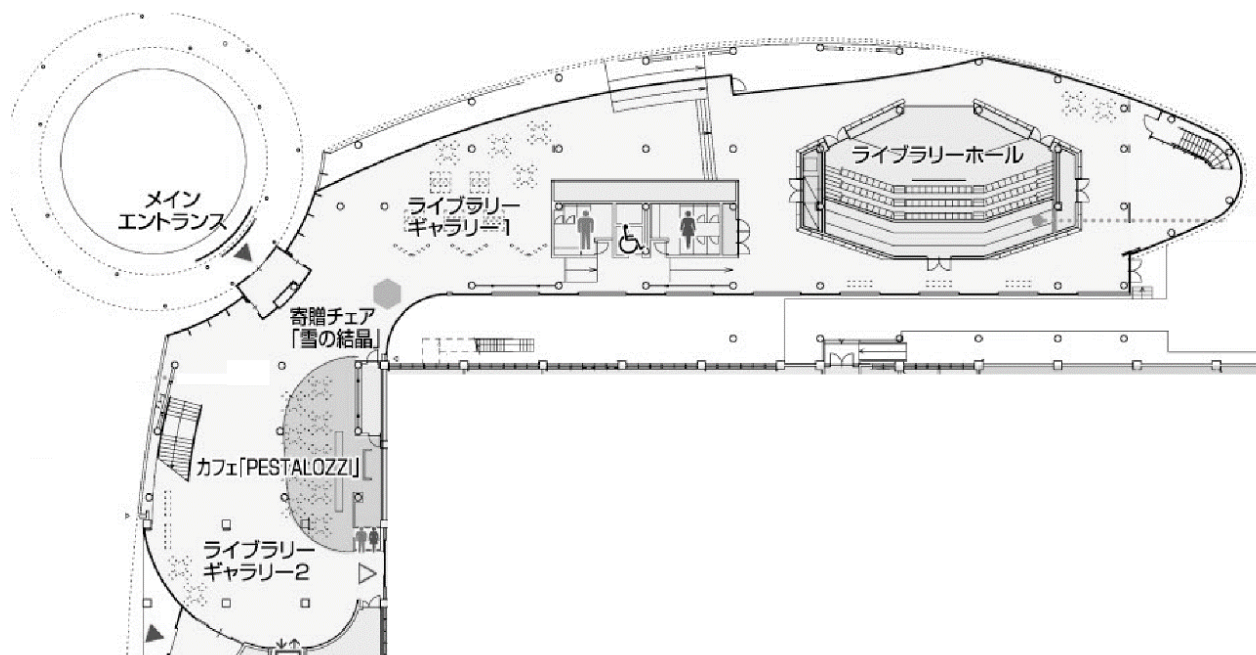 メイン
エントランス
ライブラリー
ギャラリー1
ライブラリーホール
寄贈チェア
「雪の結晶」
カフェ「PESTALOZZI」
ライブラリー
ギャラリー2